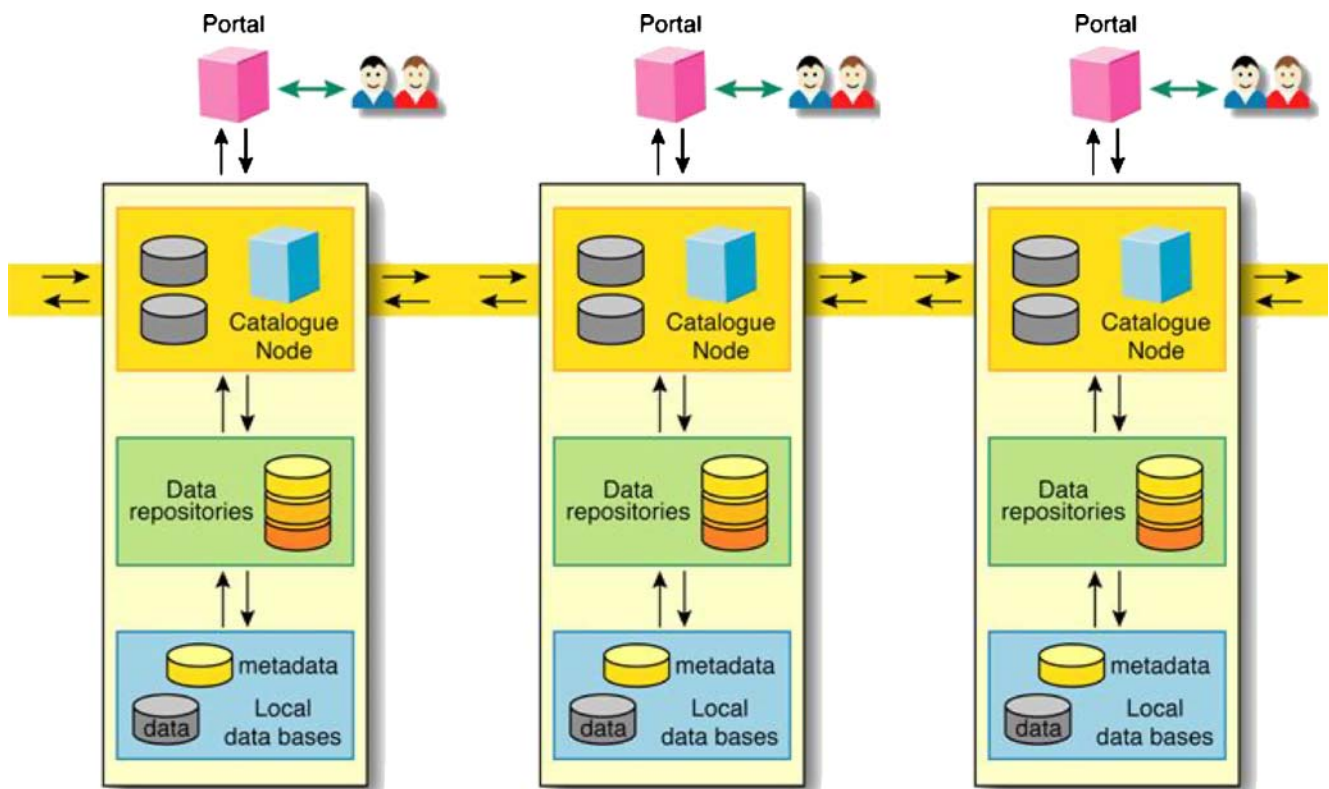 Portal
Portal
Portal
Catalogue
Node
Catalogue
Node
Catalogue
Node
Data
repositories
Data
repositories
Data
repositories
metadata
data
Local
data bases
metadata
data
Local
data bases
metadata
data
Local
data bases